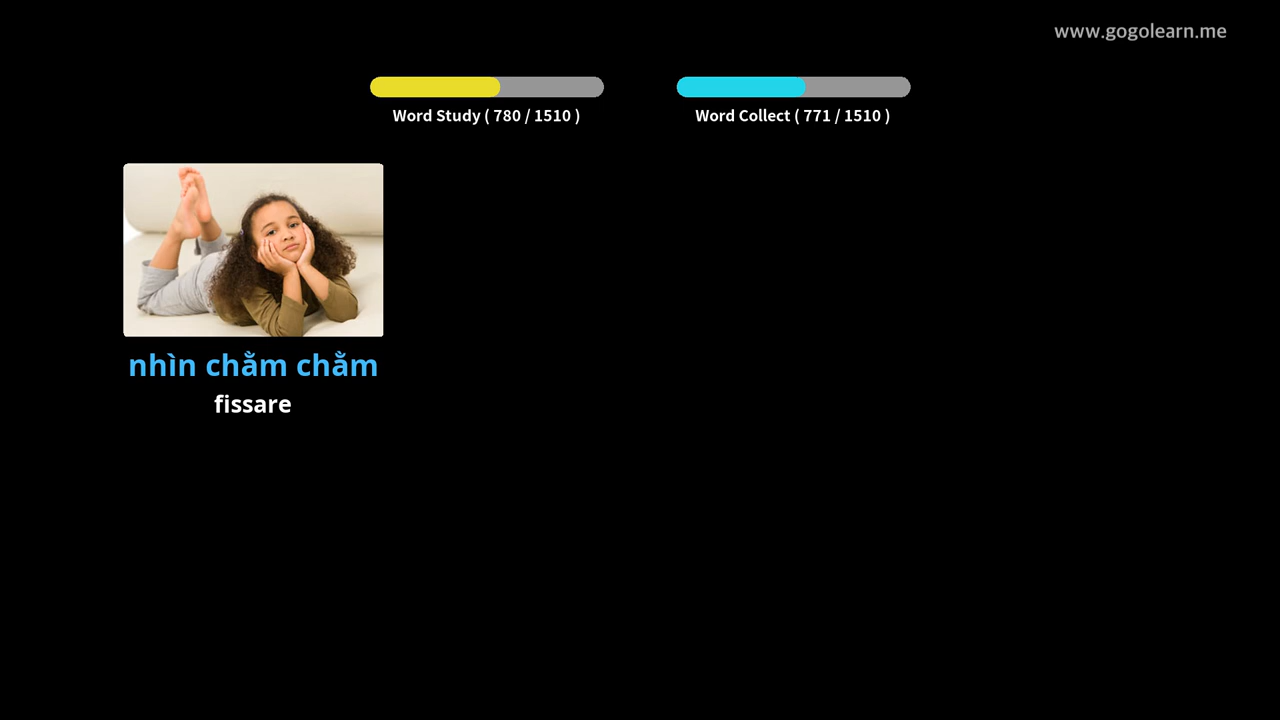 www.gogolearn.me
Word Study ( 780 / 1510 )
Word Collect ( 771 / 1510 )
nhìn chằm chằm
fissare